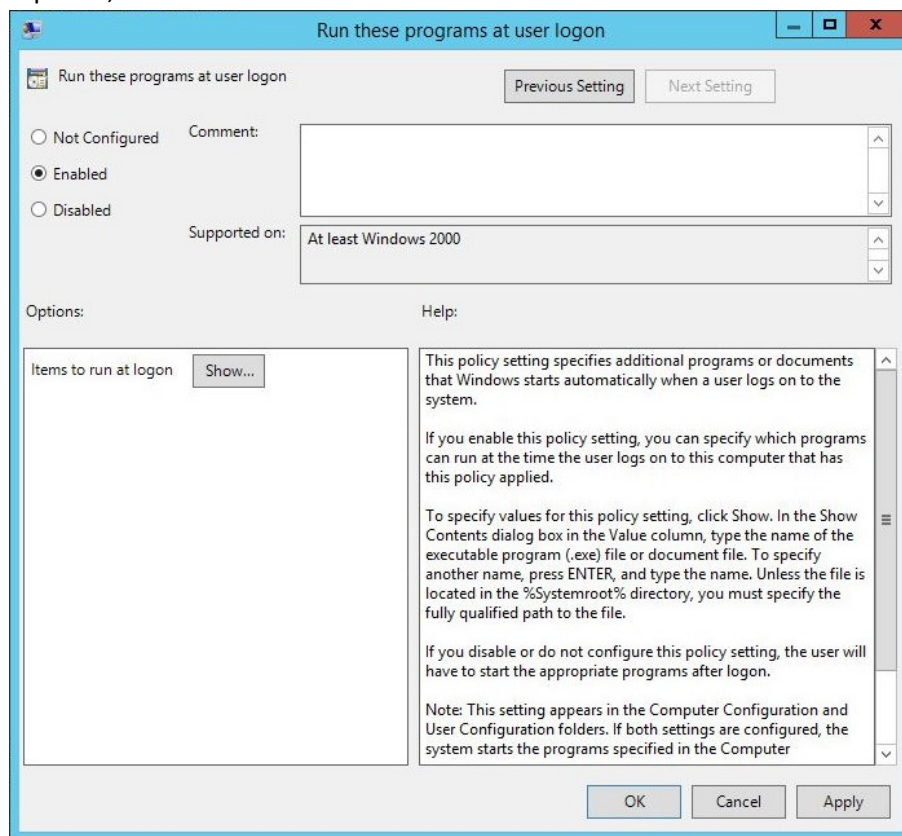 Run these programs at user logon
Run these programs at user logon
Previous Setting
Next Setting
Not Configured
Comment:
Enabled
Disabled
Supported on:
At least Windows 2000
Options:
Help:
Items to run at logon
Show...
This policy setting specifies additional programs or documents
that Windows starts automatically when a user logs on to the
system.
If you enable this policy setting, you can specify which programs
can run at the time the user logs on to this computer that has
this policy applied.
To specify values for this policy setting, click Show. In the Show
Contents dialog box in the Value column, type the name of the
executable program (.exe) file or document file. To specify
another name, press ENTER, and type the name. Unless the file is
located in the %Systemroot% directory, you must specify the
fully qualified path to the file.
If you disable or do not configure this policy setting, the user will
have to start the appropriate programs after logon.
Note: This setting appears in the Computer Configuration and
User Configuration folders. If both settings are configured, the
system starts the programs specified in the Computer
OK
Cancel
Apply